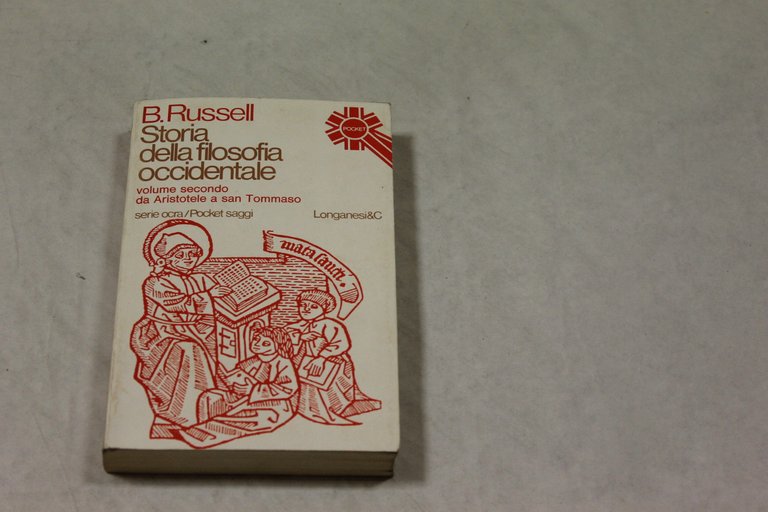 B.Russell
Storia
della filosofia
occidentale
volume secondo
da Aristotele a san Tommaso
serie ocra/Pocket saggi
Longanesi&C
POCKET